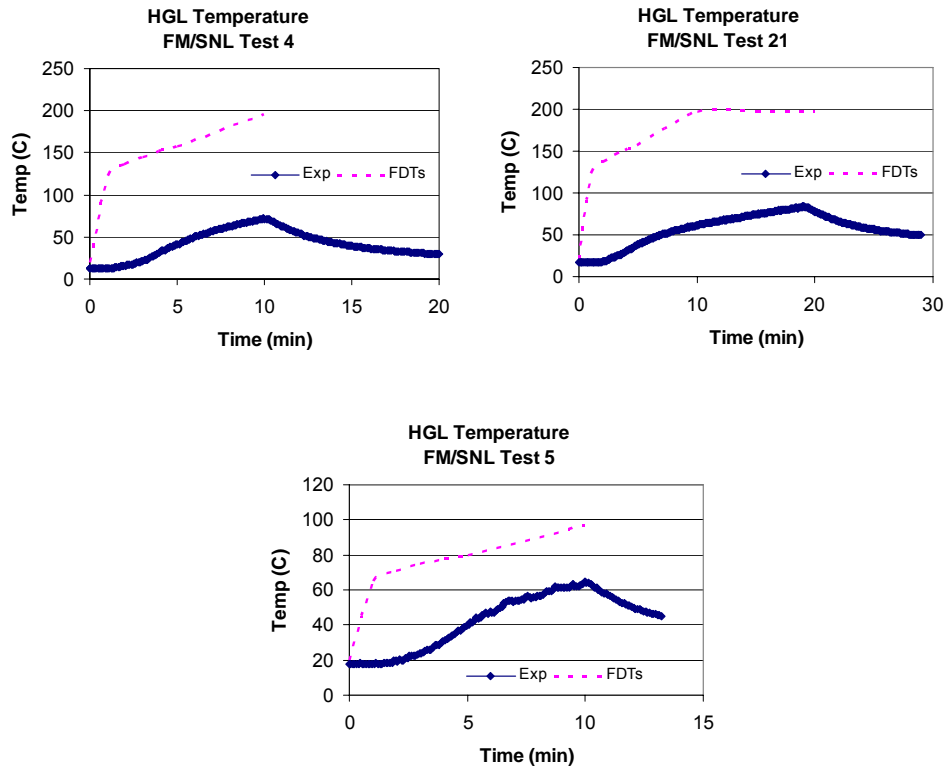 HGL Temperature
FM/SNL Test 4
250
200
150
100
50
0
Temp (C)
Exp
FDTs
0
5
10
15
20
Time (min)
HGL Temperature
FM/SNL Test 21
250
200
150
100
50
0
Temp (C)
Exp
FDTs
0
10
20
30
Time (min)
HGL Temperature
FM/SNL Test 5
120
100
80
60
40
20
0
Temp (C)
Exp
FDTs
0
5
10
15
Time (min)